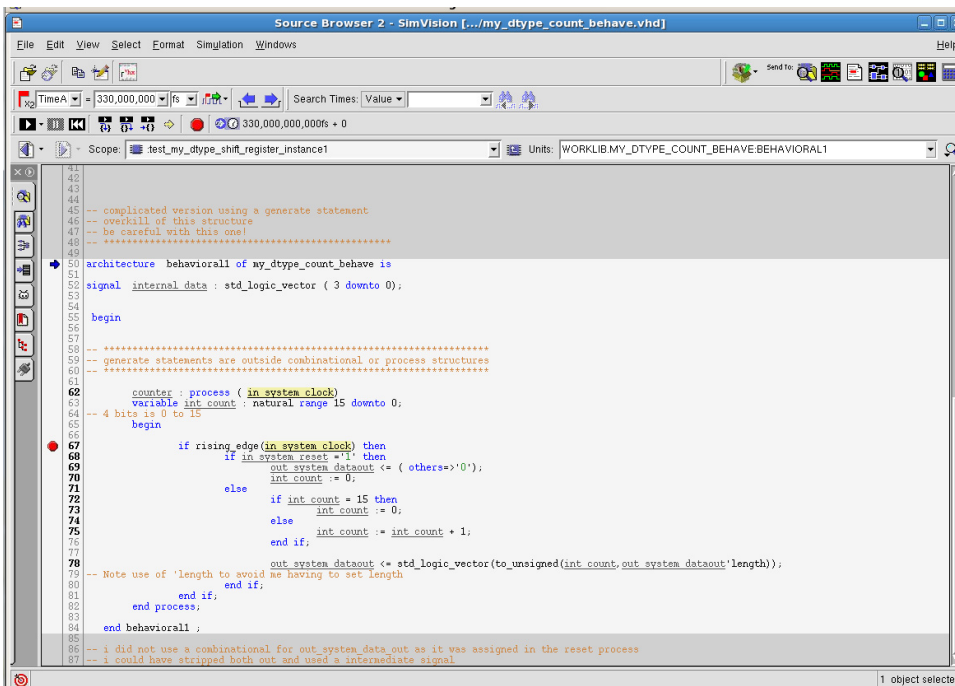 Source Browser 2 - SimVision [.../my_dtype_count_behave.vhd]
File Edit View Select Format Simulation Windows Help
Send to:
TimeA = 330,000,000 fs Search Times: Value
330,000,000,000fs + 0
Scope: :test_my_dtype_shift_register_instance1 Units: WORKLIB.MY_DTYPE_COUNT_BEHAVE:BEHAVIORAL1
41
42
43
44
45 -- complicated version using a generate statement
46 -- overkill of this structure
47 -- be careful with this one!
48 -- **************************************************
49
50 architecture behavioral1 of my_dtype_count_behave is
51
52 signal internal_data : std_logic_vector ( 3 downto 0);
53
54
55 begin
56
57
58 -- *******************************************************************
59 -- generate statements are outside combinational or process structures
60 -- *******************************************************************
61
62 counter : process ( in_system_clock)
63 variable int_count : natural range 15 downto 0;
64 -- 4 bits is 0 to 15
65 begin
66
67 if rising_edge(in_system_clock) then
68 if in_system_reset ='1' then
69 out_system_dataout <= ( others=>'0');
70 int_count := 0;
71 else
72 if int_count = 15 then
73 int_count := 0;
74 else
75 int_count := int_count + 1;
76 end if;
77
78 out_system_dataout <= std_logic_vector(to_unsigned(int_count,out_system_dataout'length));
79 -- Note use of 'length to avoid me having to set length
80 end if;
81 end if;
82 end process;
83
84 end behavioral1 ;
85
86 -- i did not use a combinational for out_system_data_out as it was assigned in the reset process
87 -- i could have stripped both out and used a intermediate signal
1 object selecte